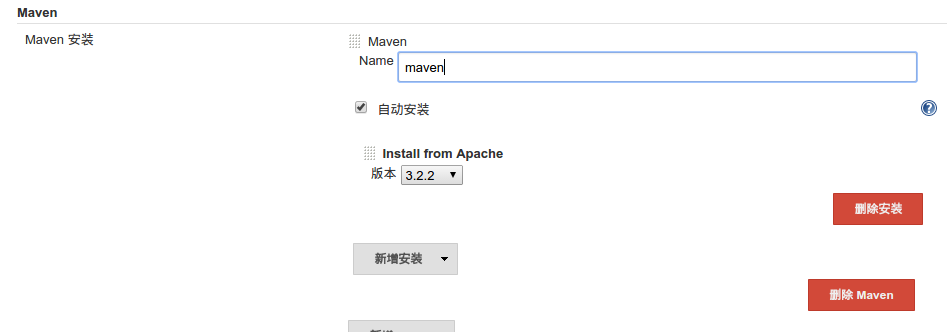 Maven
Maven 安装
Maven
Name maven
自动安装
Install from Apache
版本 3.2.2
删除安装
新增安装
删除 Maven